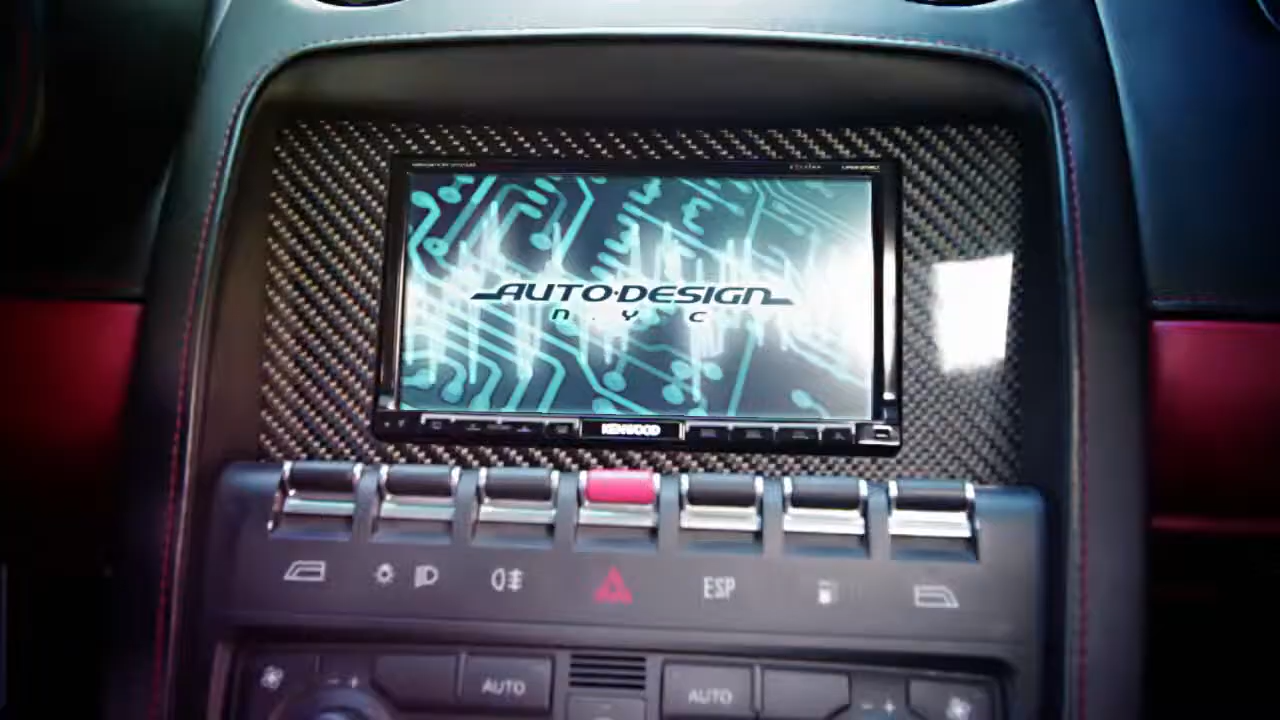 AUTO·DESIGN
n . y c
KENWOOD
ESP
AUTO AUTO